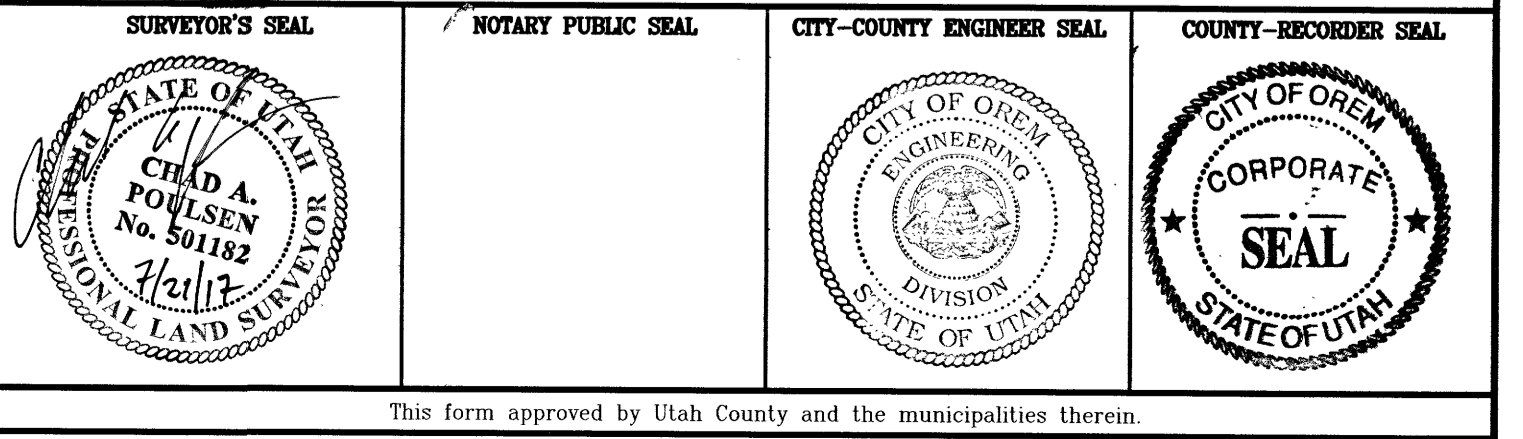 SURVEYOR'S SEAL
STATE OF UTAH
PROFESSIONAL LAND SURVEYOR
CHAD A.
POULSEN
No. 501182
7/21/17
NOTARY PUBLIC SEAL
CITY-COUNTY ENGINEER SEAL
CITY OF OREM
ENGINEERING
DIVISION
STATE OF UTAH
COUNTY-RECORDER SEAL
CITY OF OREM
CORPORATE
SEAL
STATE OF UTAH
This form approved by Utah County and the municipalities therein.